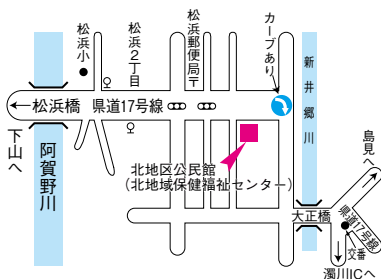 松浜小
松浜2丁目
松浜郵便局〒
カーブあり
新井郷川
松浜橋
県道17号線
下山へ
阿賀野川
島見へ
北地区公民館
(北地域保健福祉センター)
大正橋
県道17号線
交番
濁川ICへ